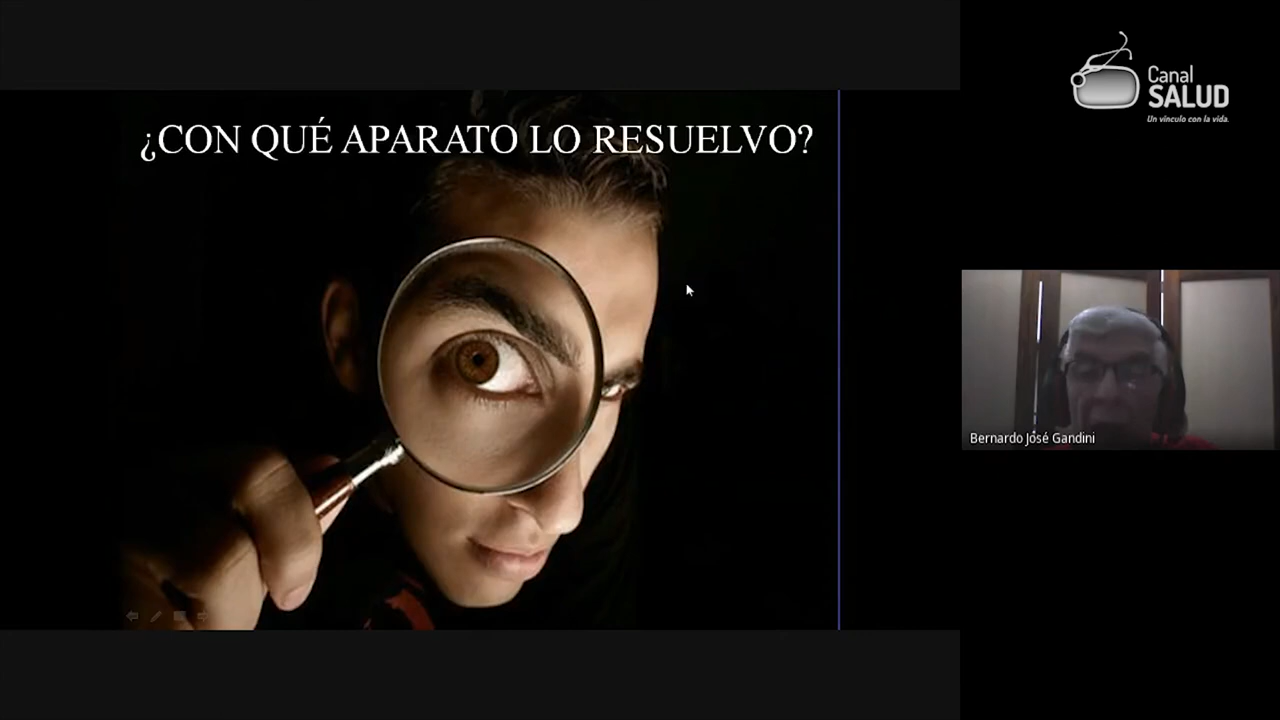 ¿CON QUÉ APARATO LO RESUELVO?
Canal
SALUD
Un vínculo con la vida.
Bernardo José Gandini